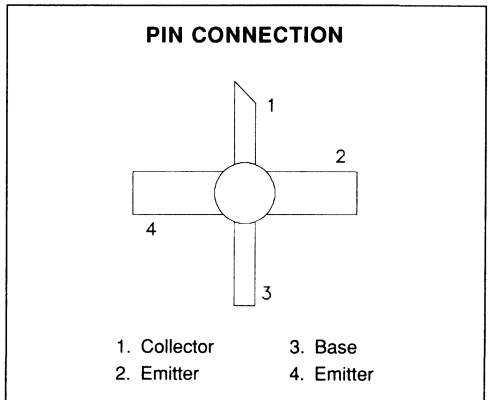 PIN CONNECTION
1
2
4
3
1. Collector 3. Base
2. Emitter 4. Emitter